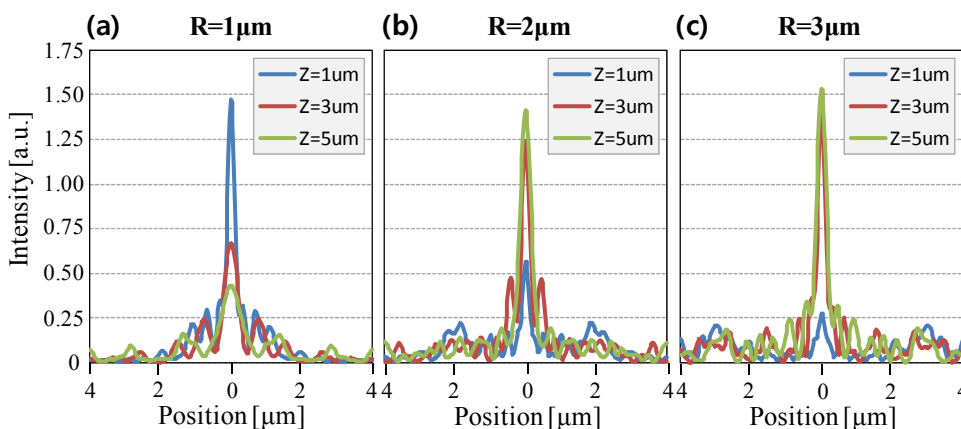 (a) R=1μm (b) R=2μm (c) R=3μm
1.75
1.50
1.25
1.00
0.75
0.50
0.25
0
Intensity [a.u.]
Z=1um
Z=3um
Z=5um
Z=1um
Z=3um
Z=5um
Z=1um
Z=3um
Z=5um
4 2 0 2 4 2 0 2 4 2 0 2 4
Position [μm] Position [μm] Position [μm]